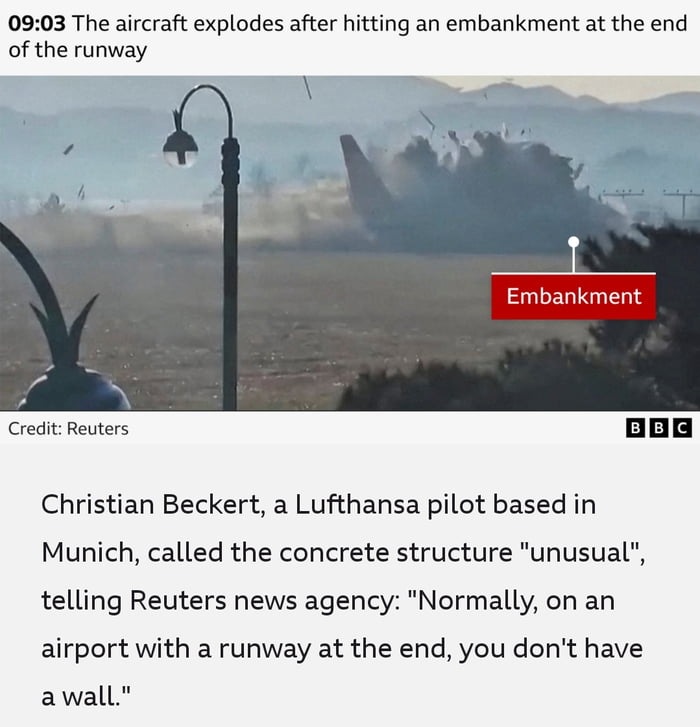 09:03 The aircraft explodes after hitting an embankment at the end
of the runway
Embankment
Credit: Reuters
BBC
Christian Beckert, a Lufthansa pilot based in
Munich, called the concrete structure "unusual",
telling Reuters news agency: "Normally, on an
airport with a runway at the end, you don't have
a wall."